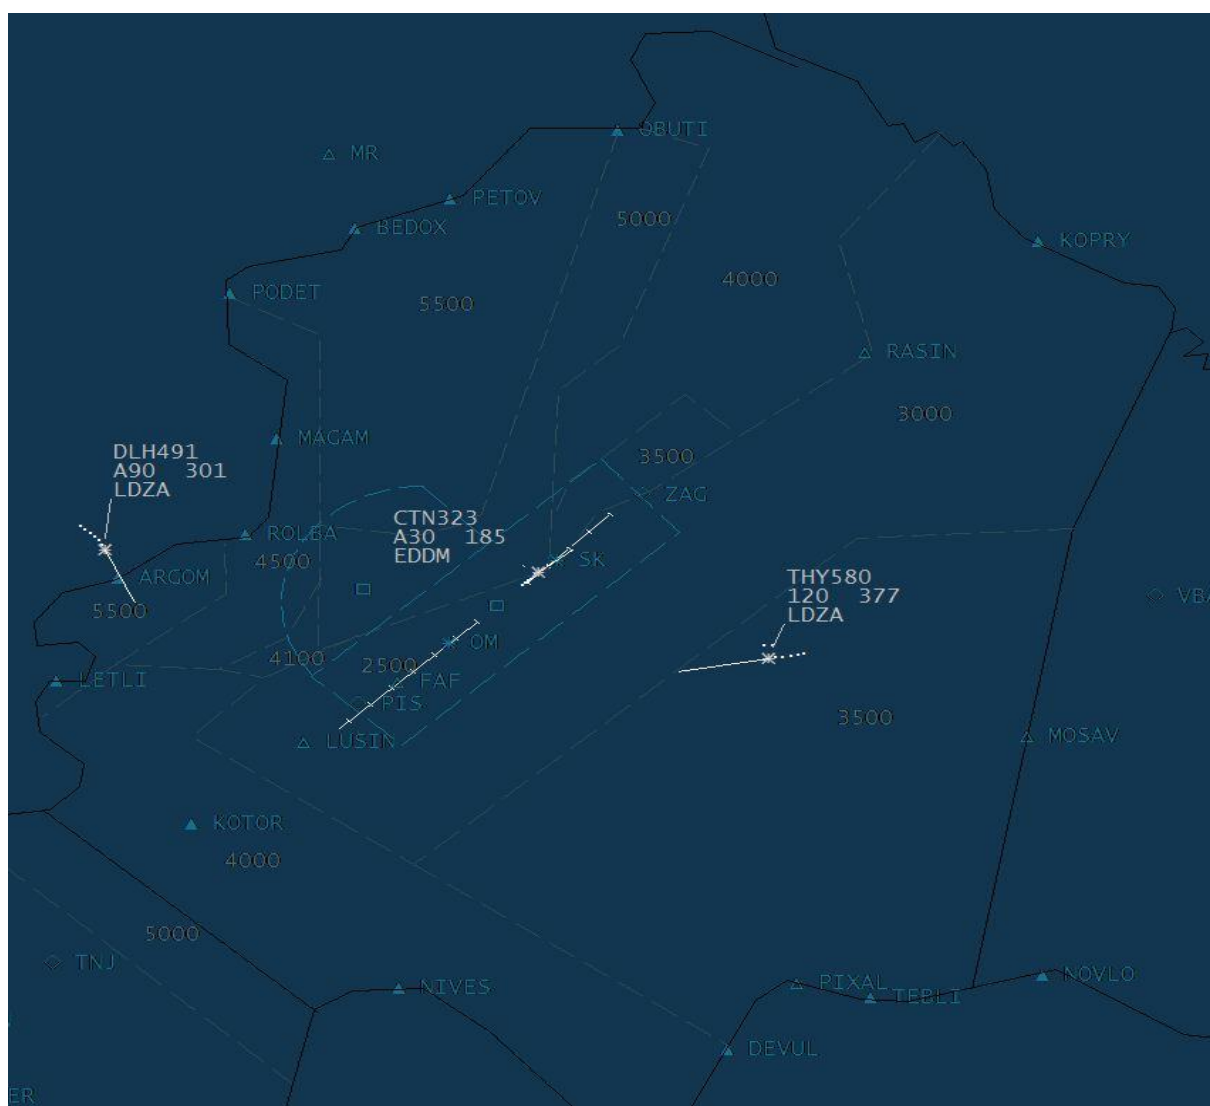 OBUTI
MR
PETOV
5000
BEDOX
KOPRY
4000
PODET
5500
RASIN
3000
MAGAM
DLH491
A90 301
LDZA
3500
ZAG
CTN323
A30 185
EDDM
ROLBA
4500
SK
ARGOM
THY580
120 377
LDZA
5500
OM
4100
2500
LETLI
FAF
PIS
3500
LUSIN
MOSAV
KOTOR
4000
5000
TNJ
NOVLO
PIXAL
NIVES
TEBLI
DEVUL
ER